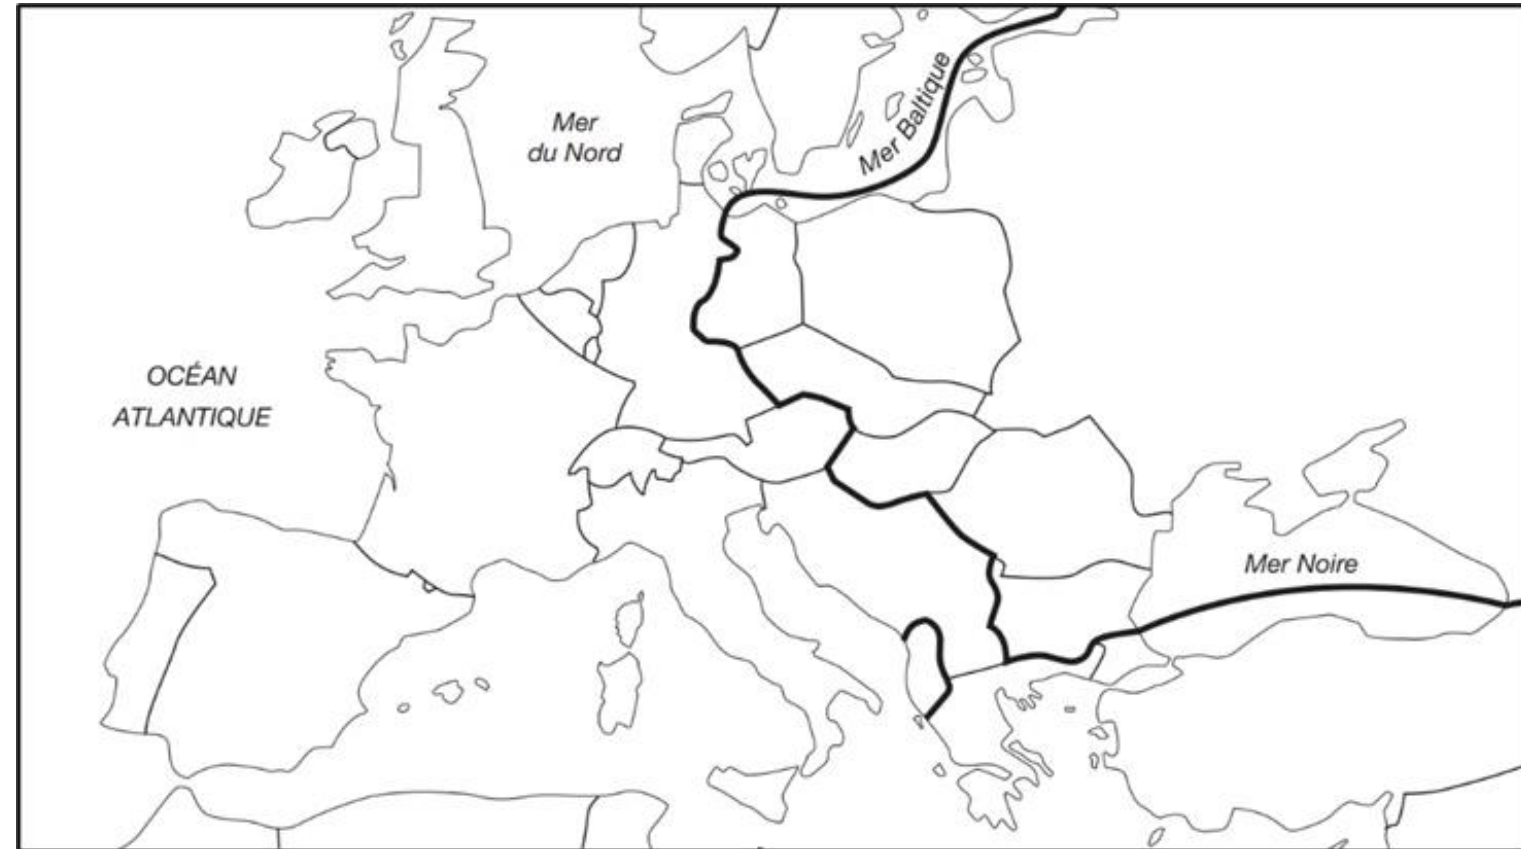 Mer
du Nord
Mer Baltique
OCÉAN
ATLANTIQUE
Mer Noire